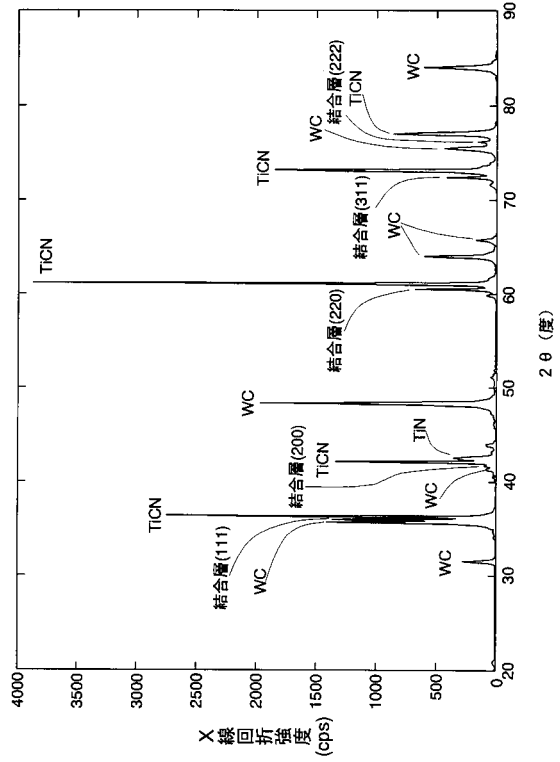 X線回折強度
(cps)
4000
3500
3000
2500
2000
1500
1000
500
0
WC
WC
結合層(111)
TiCN
WC
結合層(200)
TiCN
TiN
WC
結合層(220)
TiCN
WC
結合層(311)
TiCN
WC
結合層(222)
TiCN
WC
20
30
40
50
60
70
80
90
2θ (度)